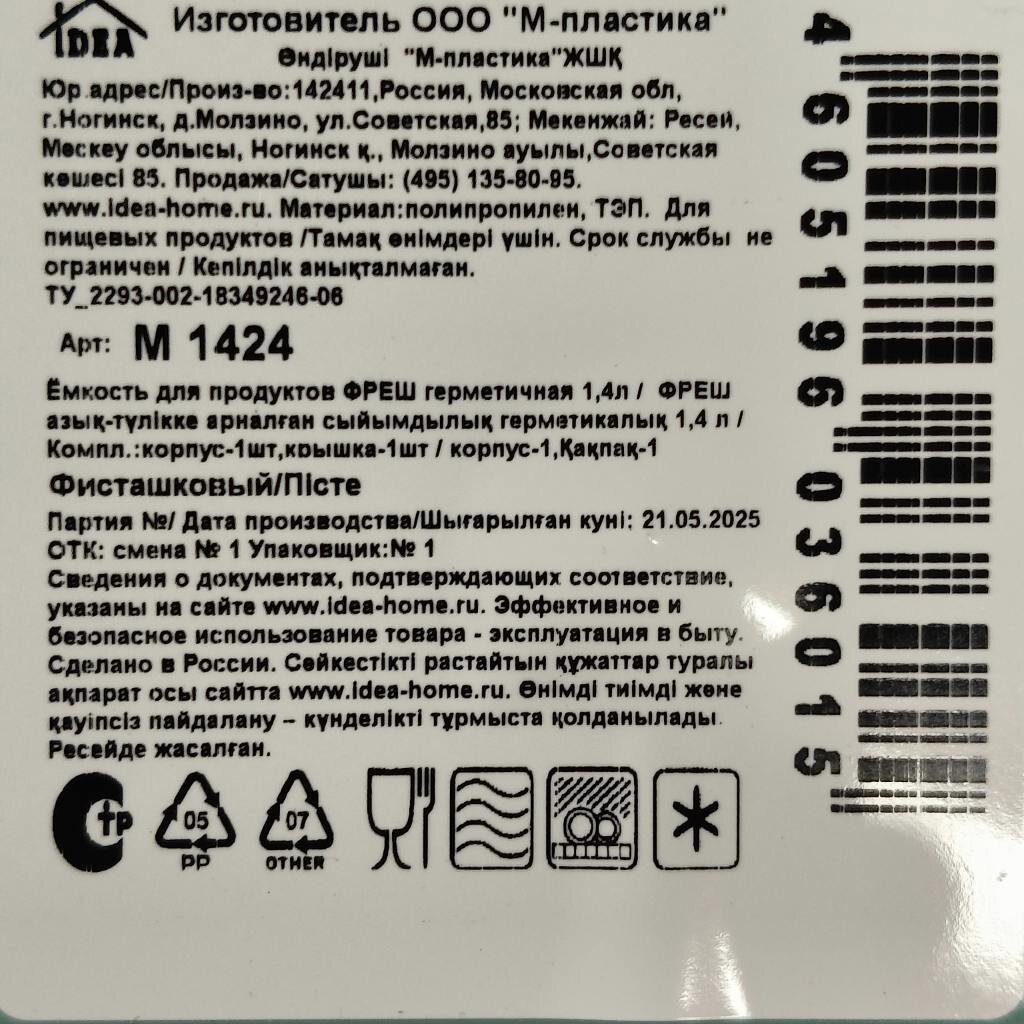 IDEA
Изготовитель ООО "М-пластика"
Өндіруші "М-пластика"ЖШҚ
Юр.адрес/Произ-во:142411,Россия, Московская обл,
г.Ногинск, д.Молзино, ул.Советская,85; Мекенжай: Ресей,
Мәскеу облысы, Ногинск қ., Молзино ауылы,Советская
көшесі 85. Продажа/Сатушы: (495) 135-80-95.
www.idea-home.ru. Материал:полипропилен, ТЭП. Для
пищевых продуктов /Тамақ өнімдері үшін. Срок службы не
ограничен / Кепілдік анықталмаған.
ТУ_2293-002-18349246-06
Арт: М 1424
Ёмкость для продуктов ФРЕШ герметичная 1,4л / ФРЕШ
азық-түлікке арналған сыйымдылық герметикалық 1,4 л /
Компл.:корпус-1шт,крышка-1шт / корпус-1,Қақпақ-1
Фисташковый/Пісте
Партия №/ Дата производства/Шығарылған куні: 21.05.2025
ОТК: смена № 1 Упаковщик:№ 1
Сведения о документах, подтверждающих соответствие,
указаны на сайте www.idea-home.ru. Эффективное и
безопасное использование товара - эксплуатация в быту.
Сделано в России. Сәйкестікті растайтын құжаттар туралы
ақпарат осы сайтта www.idea-home.ru. Өнімді тиімді және
қауіпсіз пайдалану – күнделікті тұрмыста қолданылады.
Ресейде жасалған.
Стр
05
PP
07
OTHER
4 605196 036015